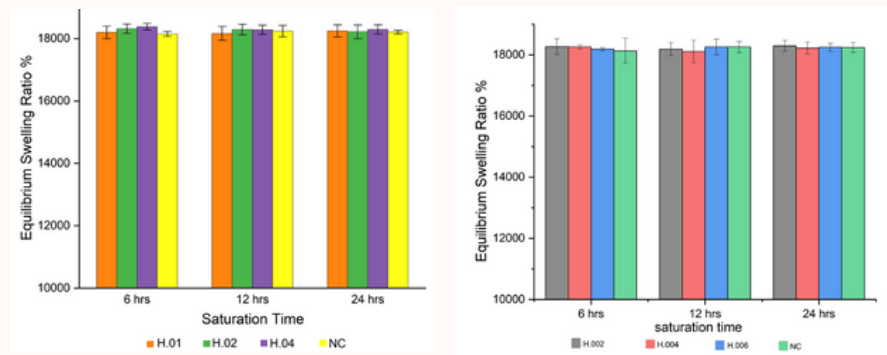 Equilibrium Swelling Ratio %
18000
16000
14000
12000
10000
6 hrs 12 hrs 24 hrs
Saturation Time
H.01 H.02 H.04 NC
Equilibrium Swelling Ratio %
18000
16000
14000
12000
10000
6 hrs 12 hrs 24 hrs
saturation time
H.002 H.004 H.006 NC